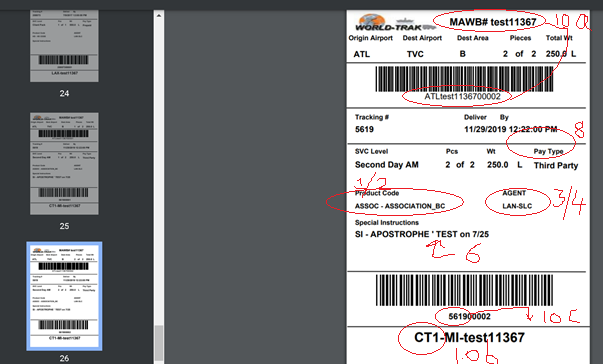 LAX-test11367
24
25
26
WORLD-TRAK
MAWB# test11367
10a
Origin Airport Dest Airport Dest Area Pieces Total Wt
ATL TVC B 2 of 2 250.0 L
ATLtest1136700002
Tracking # Deliver By
5619 11/29/2019 12:22:00 PM
8
SVC Level Pcs Wt Pay Type
Second Day AM 2 of 2 250.0 L Third Party
1/2
Product Code AGENT
ASSOC - ASSOCIATION_BC LAN-SLC
3/4
Special Instructions
SI - APOSTROPHE ' TEST on 7/25
6
561900002
10c
CT1-MI-test11367
10b